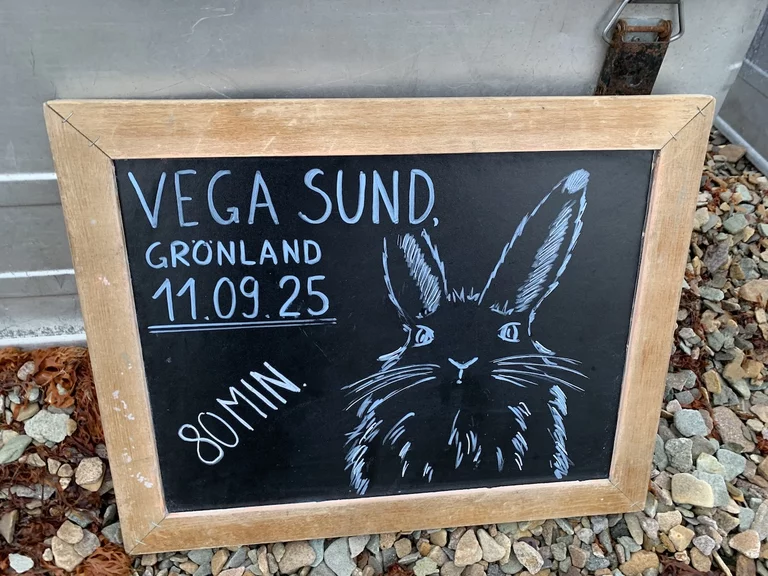 VEGA SUND,
GRÖNLAND
11.09.25
80 MIN.